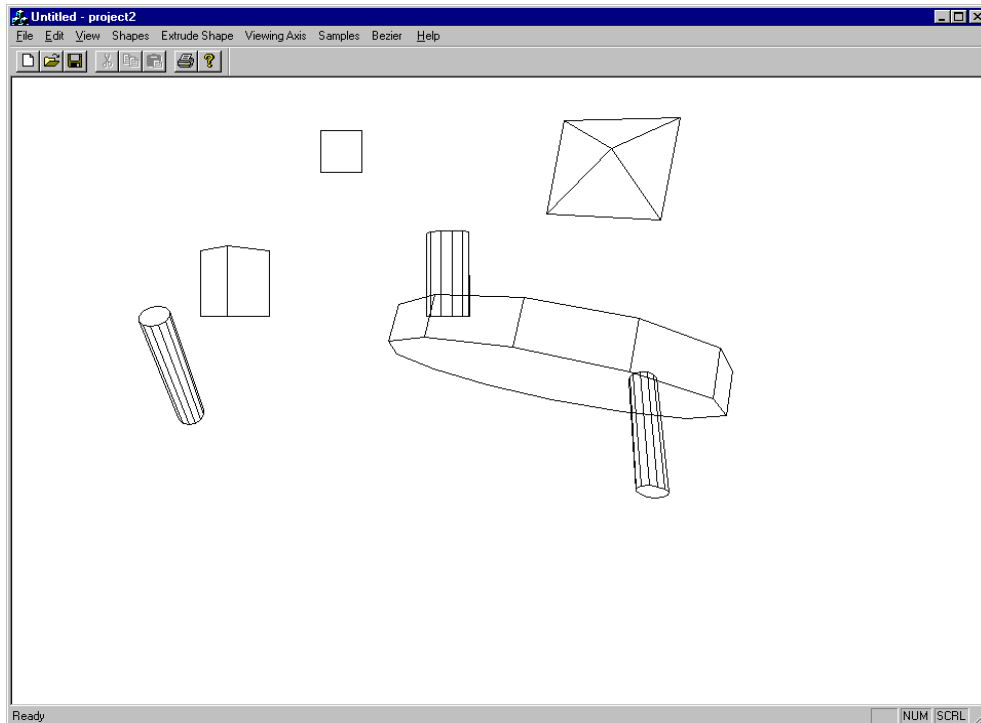 Untitled - project2
File Edit View Shapes Extrude Shape Viewing Axis Samples Bezier Help
?
Ready NUM SCRL